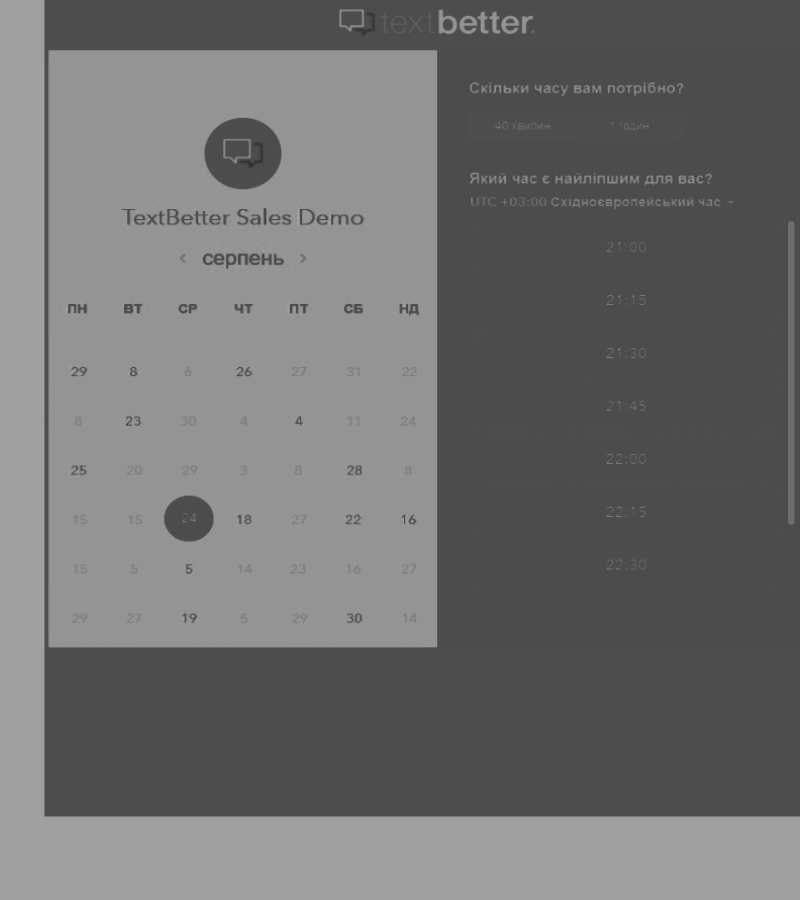 textbetter.
TextBetter Sales Demo
< серпень >
ПН ВТ СР ЧТ ПТ СБ НД
29 8 6 26 27 31 22
8 23 30 4 4 11 24
25 20 29 3 8 28 8
15 15 24 18 27 22 16
15 5 5 14 23 16 27
29 27 19 5 29 30 14
Скільки часу вам потрібно?
40 хвилин 1 годин
Який час є найліпшим для вас?
UTC +03:00 Східноєвропейський час
21:00
21:15
21:30
21:45
22:00
22:15
22:30